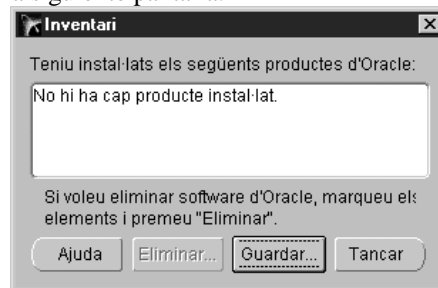 Inventari
Teniu instal·lats els següents productes d'Oracle:
No hi ha cap producte instal·lat.
Si voleu eliminar software d'Oracle, marqueu els
elements i premeu "Eliminar".
Ajuda Eliminar... Guardar... Tancar